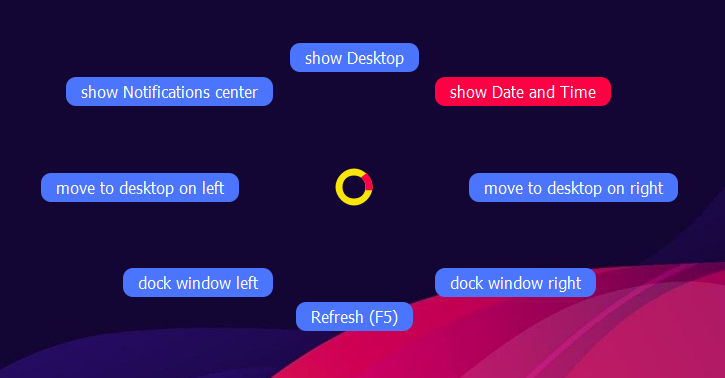 show Desktop
show Notifications center
show Date and Time
move to desktop on left
move to desktop on right
dock window left
dock window right
Refresh (F5)